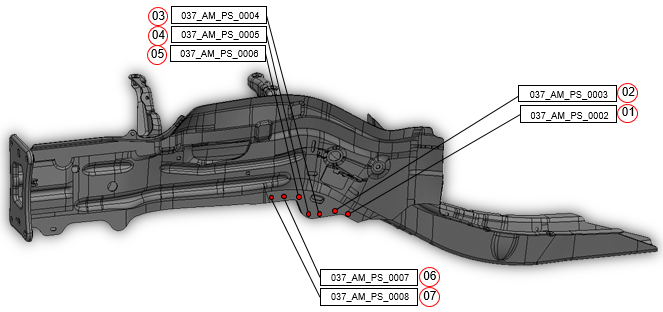 03 037_AM_PS_0004
04 037_AM_PS_0005
05 037_AM_PS_0006
037_AM_PS_0003 02
037_AM_PS_0002 01
037_AM_PS_0007 06
037_AM_PS_0008 07